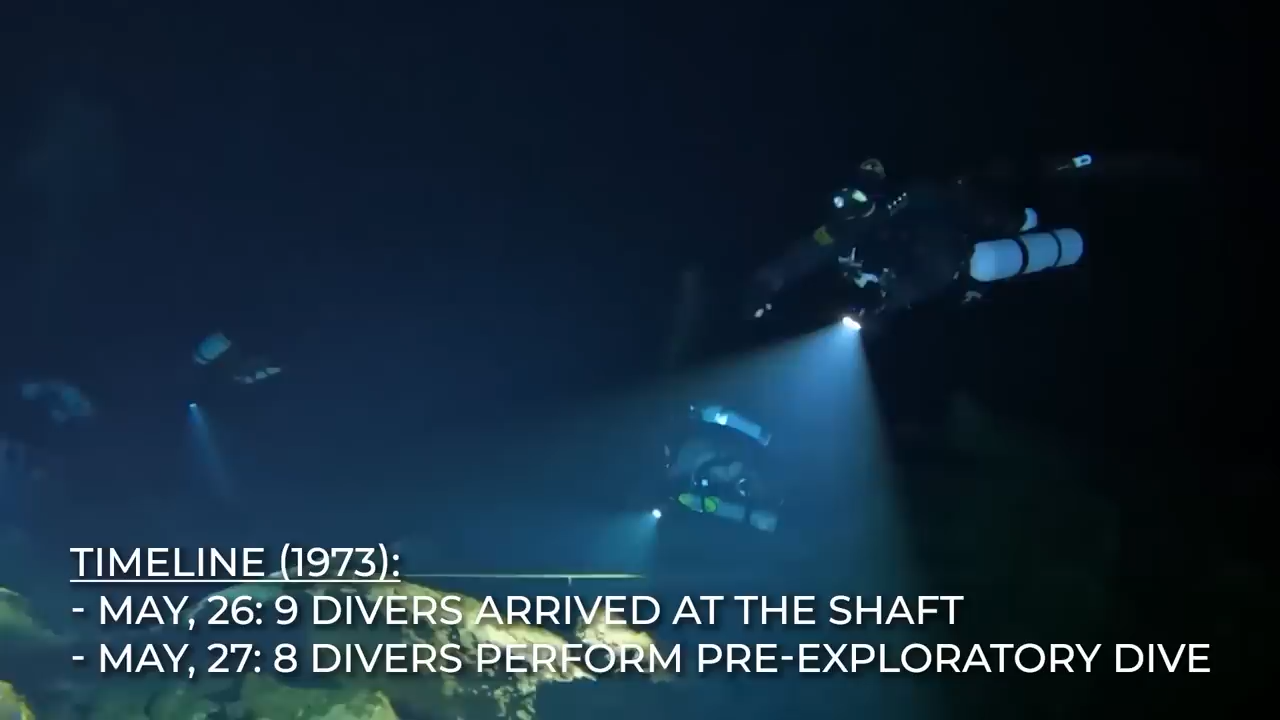 TIMELINE (1973):
- MAY, 26: 9 DIVERS ARRIVED AT THE SHAFT
- MAY, 27: 8 DIVERS PERFORM PRE-EXPLORATORY DIVE